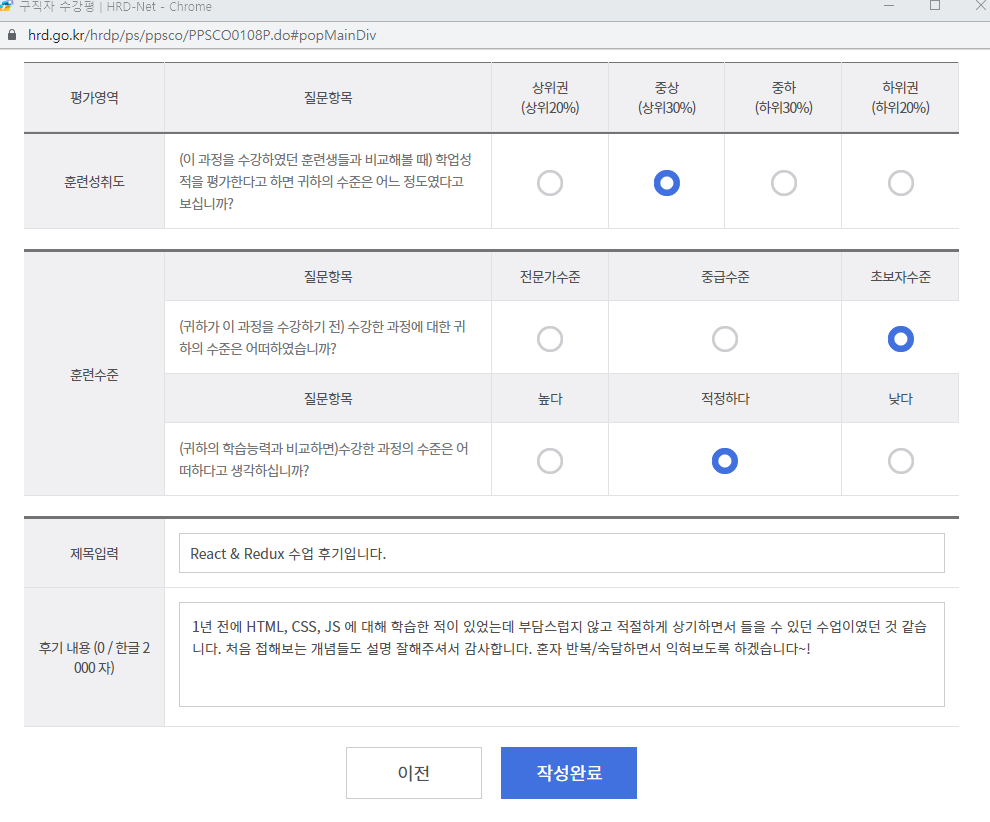 구직자 수강평 | HRD-Net - Chrome
hrd.go.kr/hrdp/ps/ppsco/PPSCO0108P.do#popMainDiv
평가영역
질문항목
상위권
(상위20%)
중상
(상위30%)
중하
(하위30%)
하위권
(하위20%)
훈련성취도
(이 과정을 수강하였던 훈련생들과 비교해볼 때) 학업성
적을 평가한다고 하면 귀하의 수준은 어느 정도였다고
보십니까?
훈련수준
질문항목
전문가수준
중급수준
초보자수준
(귀하가 이 과정을 수강하기 전) 수강한 과정에 대한 귀
하의 수준은 어떠하였습니까?
질문항목
높다
적정하다
낮다
(귀하의 학습능력과 비교하면)수강한 과정의 수준은 어
떠하다고 생각하십니까?
제목입력
React & Redux 수업 후기입니다.
후기 내용 (0 / 한글 2
000 자)
1년 전에 HTML, CSS, JS 에 대해 학습한 적이 있었는데 부담스럽지 않고 적절하게 상기하면서 들을 수 있던 수업이였던 것 같습
니다. 처음 접해보는 개념들도 설명 잘해주셔서 감사합니다. 혼자 반복/숙달하면서 익혀보도록 하겠습니다~!
이전
작성완료